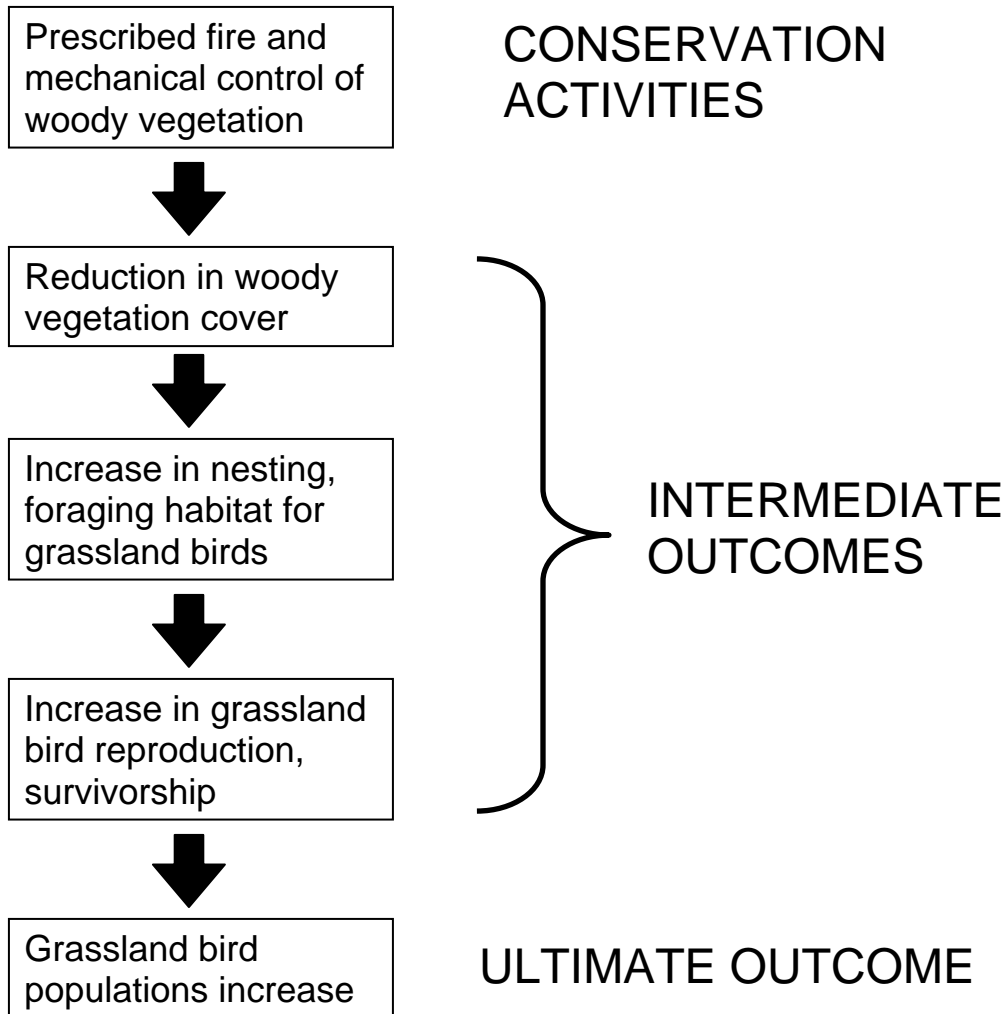 Prescribed fire and
mechanical control of
woody vegetation
CONSERVATION
ACTIVITIES
Reduction in woody
vegetation cover
Increase in nesting,
foraging habitat for
grassland birds
INTERMEDIATE
OUTCOMES
Increase in grassland
bird reproduction,
survivorship
Grassland bird
populations increase
ULTIMATE OUTCOME